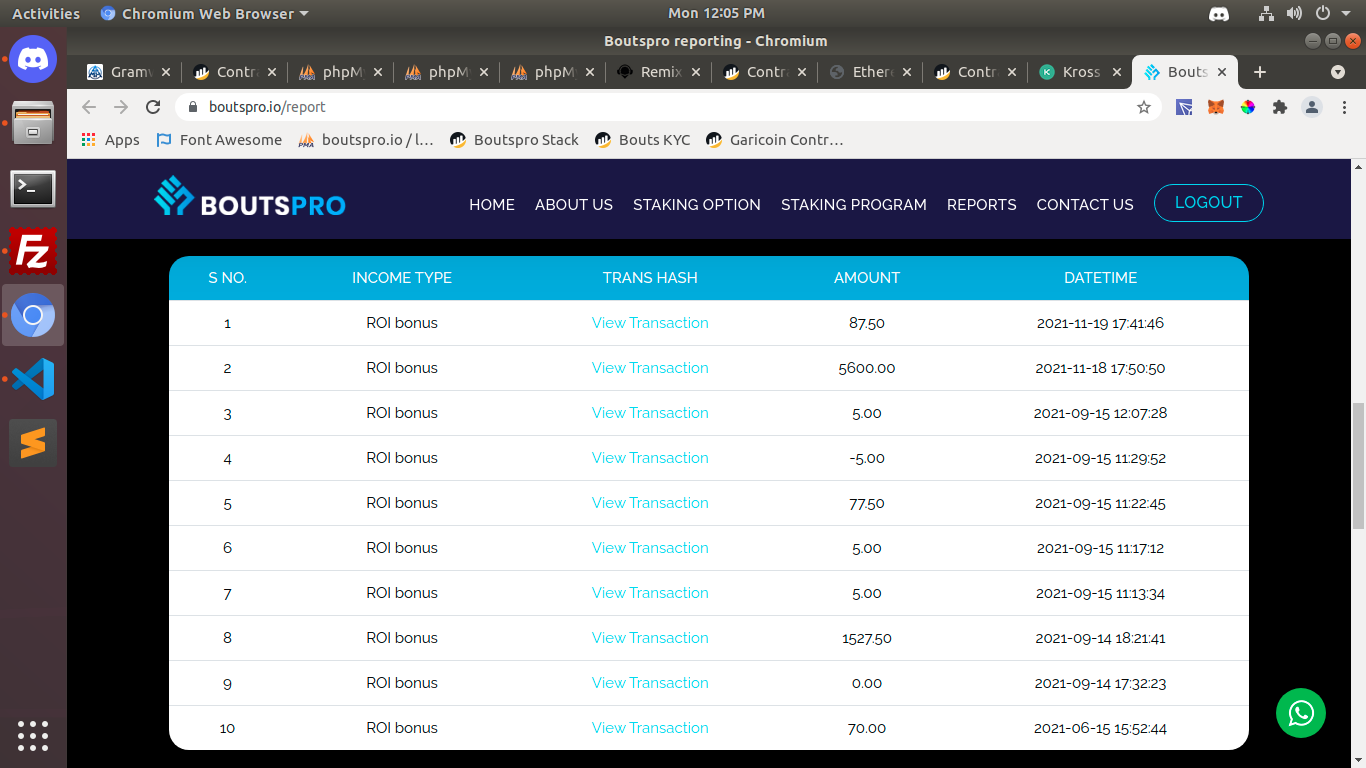 Activities Chromium Web Browser Mon 12:05 PM
Boutspro reporting - Chromium
Gram Contra phpMy phpMy phpMy Remix Contra Ethere Contra Kross Bouts
boutspro.io/report
Apps Font Awesome boutspro.io / l... Boutspro Stack Bouts KYC Garicoin Contr...
BOUTSPRO HOME ABOUT US STAKING OPTION STAKING PROGRAM REPORTS CONTACT US LOGOUT
S NO. INCOME TYPE TRANS HASH AMOUNT DATETIME
1 ROI bonus View Transaction 87.50 2021-11-19 17:41:46
2 ROI bonus View Transaction 5600.00 2021-11-18 17:50:50
3 ROI bonus View Transaction 5.00 2021-09-15 12:07:28
4 ROI bonus View Transaction -5.00 2021-09-15 11:29:52
5 ROI bonus View Transaction 77.50 2021-09-15 11:22:45
6 ROI bonus View Transaction 5.00 2021-09-15 11:17:12
7 ROI bonus View Transaction 5.00 2021-09-15 11:13:34
8 ROI bonus View Transaction 1527.50 2021-09-14 18:21:41
9 ROI bonus View Transaction 0.00 2021-09-14 17:32:23
10 ROI bonus View Transaction 70.00 2021-06-15 15:52:44